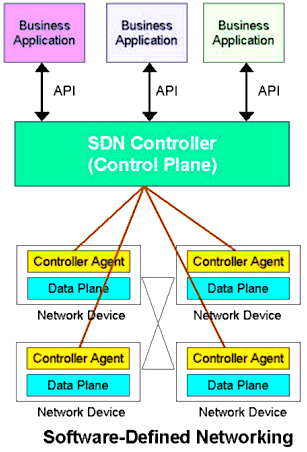 Business
Application
Business
Application
Business
Application
API
API
API
SDN Controller
(Control Plane)
Controller Agent
Data Plane
Network Device
Controller Agent
Data Plane
Network Device
Controller Agent
Data Plane
Network Device
Controller Agent
Data Plane
Network Device
Software-Defined Networking